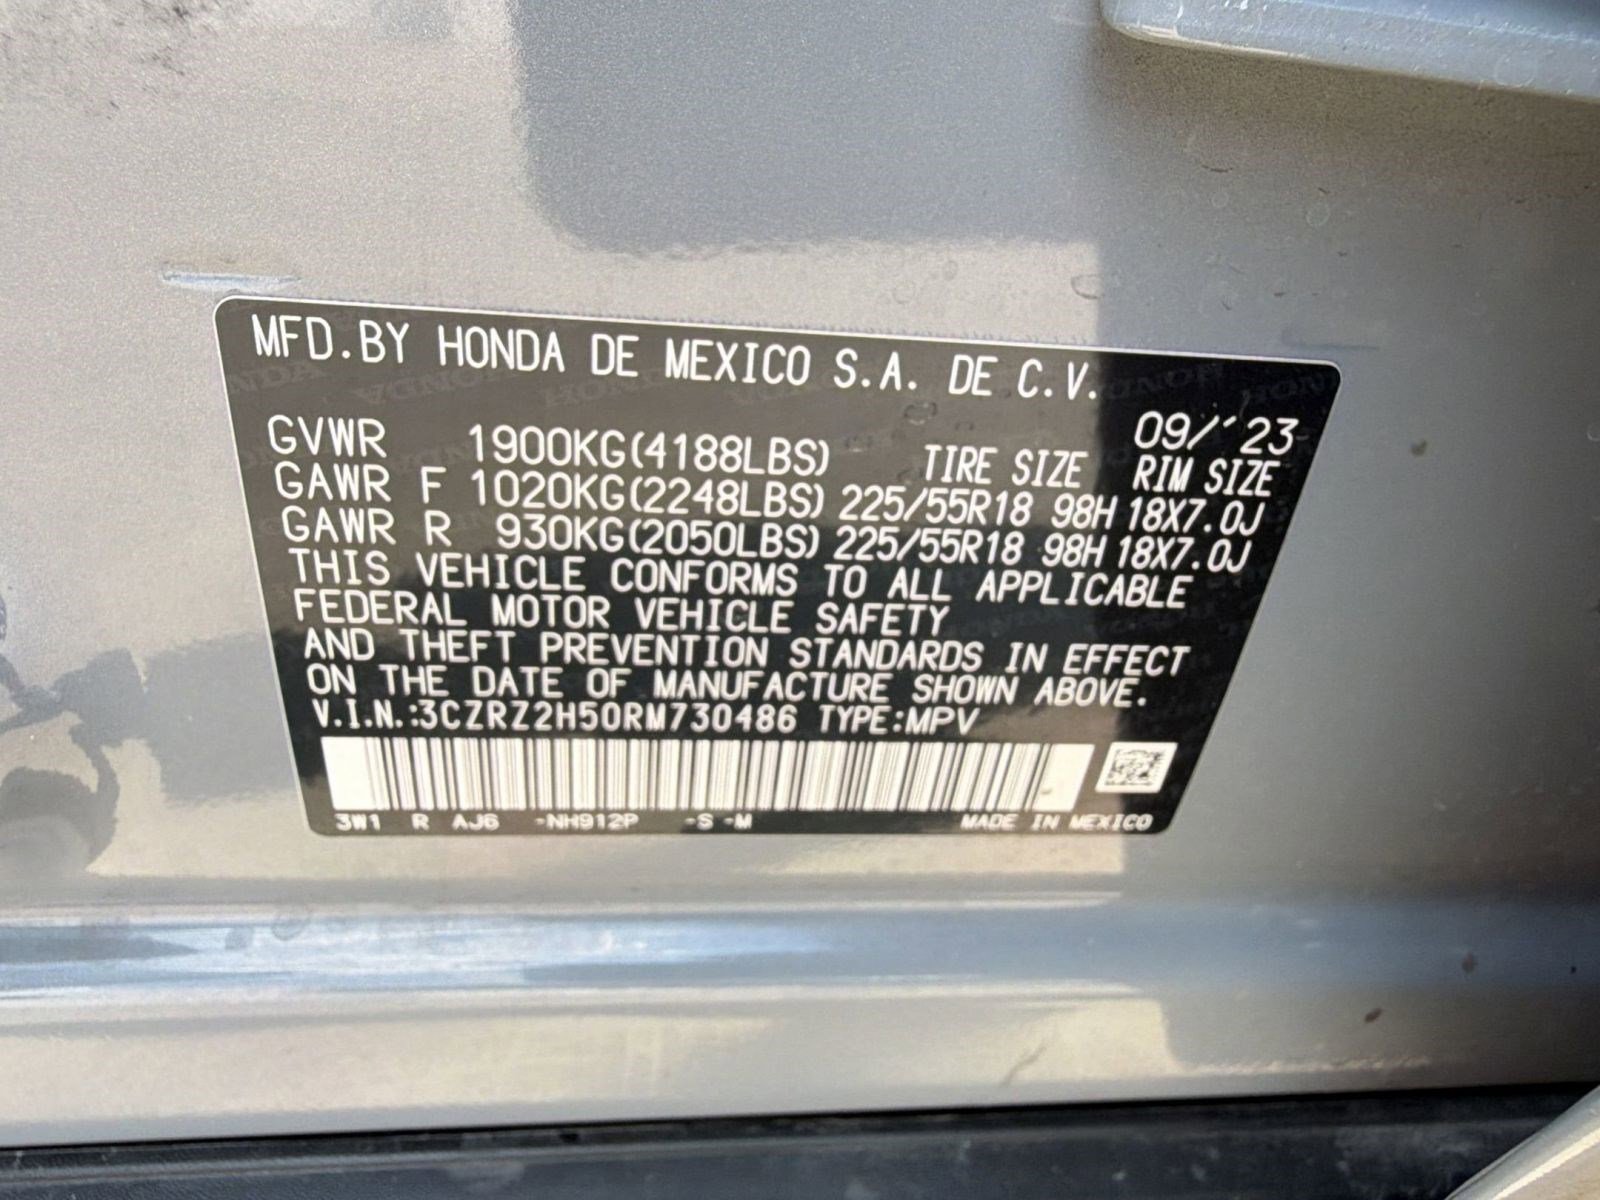 MFD.BY HONDA DE MEXICO S.A. DE C.V.
09/'23
GVWR 1900KG(4188LBS) TIRE SIZE RIM SIZE
GAWR F 1020KG(2248LBS) 225/55R18 98H 18X7.0J
GAWR R 930KG(2050LBS) 225/55R18 98H 18X7.0J
THIS VEHICLE CONFORMS TO ALL APPLICABLE
FEDERAL MOTOR VEHICLE SAFETY
AND THEFT PREVENTION STANDARDS IN EFFECT
ON THE DATE OF MANUFACTURE SHOWN ABOVE.
V.I.N.:3CZRZ2H50RM730486 TYPE:MPV
3W1 R AJ6 -NH912P -S -M MADE IN MEXICO